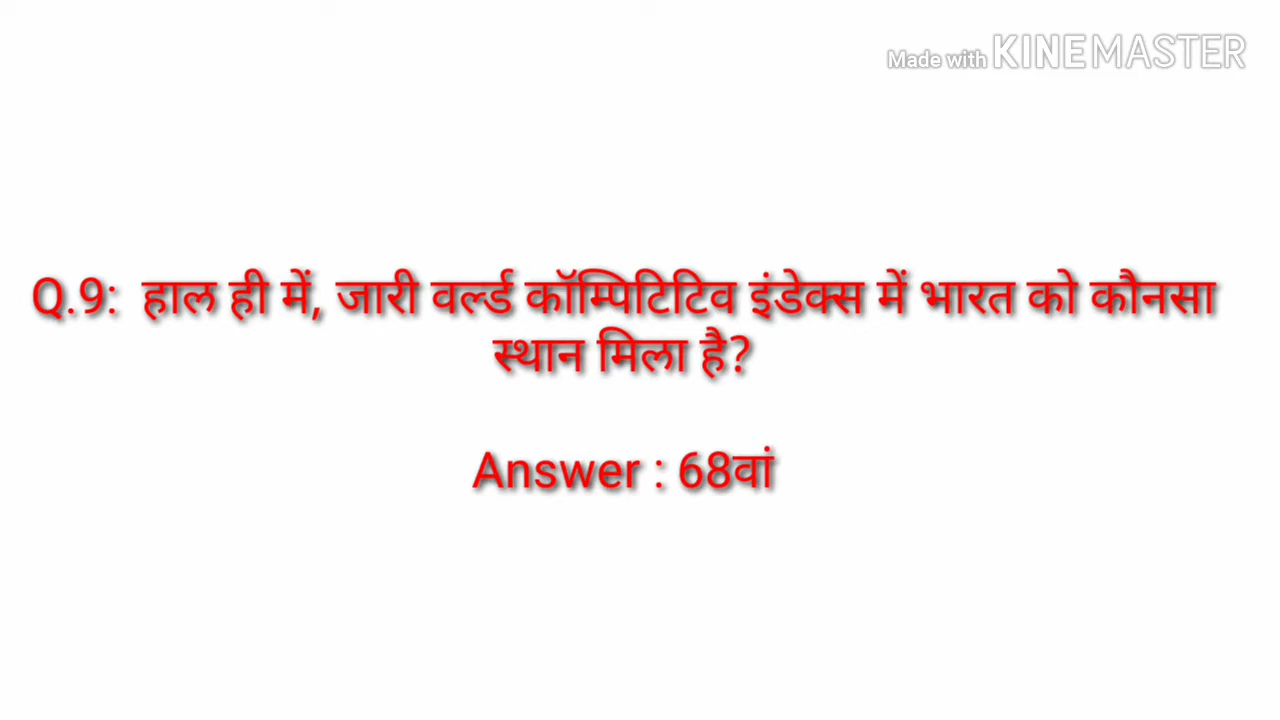 Made with KINEMASTER
Q.9: हाल ही में, जारी वर्ल्ड कॉम्पिटिटिव इंडेक्स में भारत को कौनसा
स्थान मिला है?
Answer : 68वां